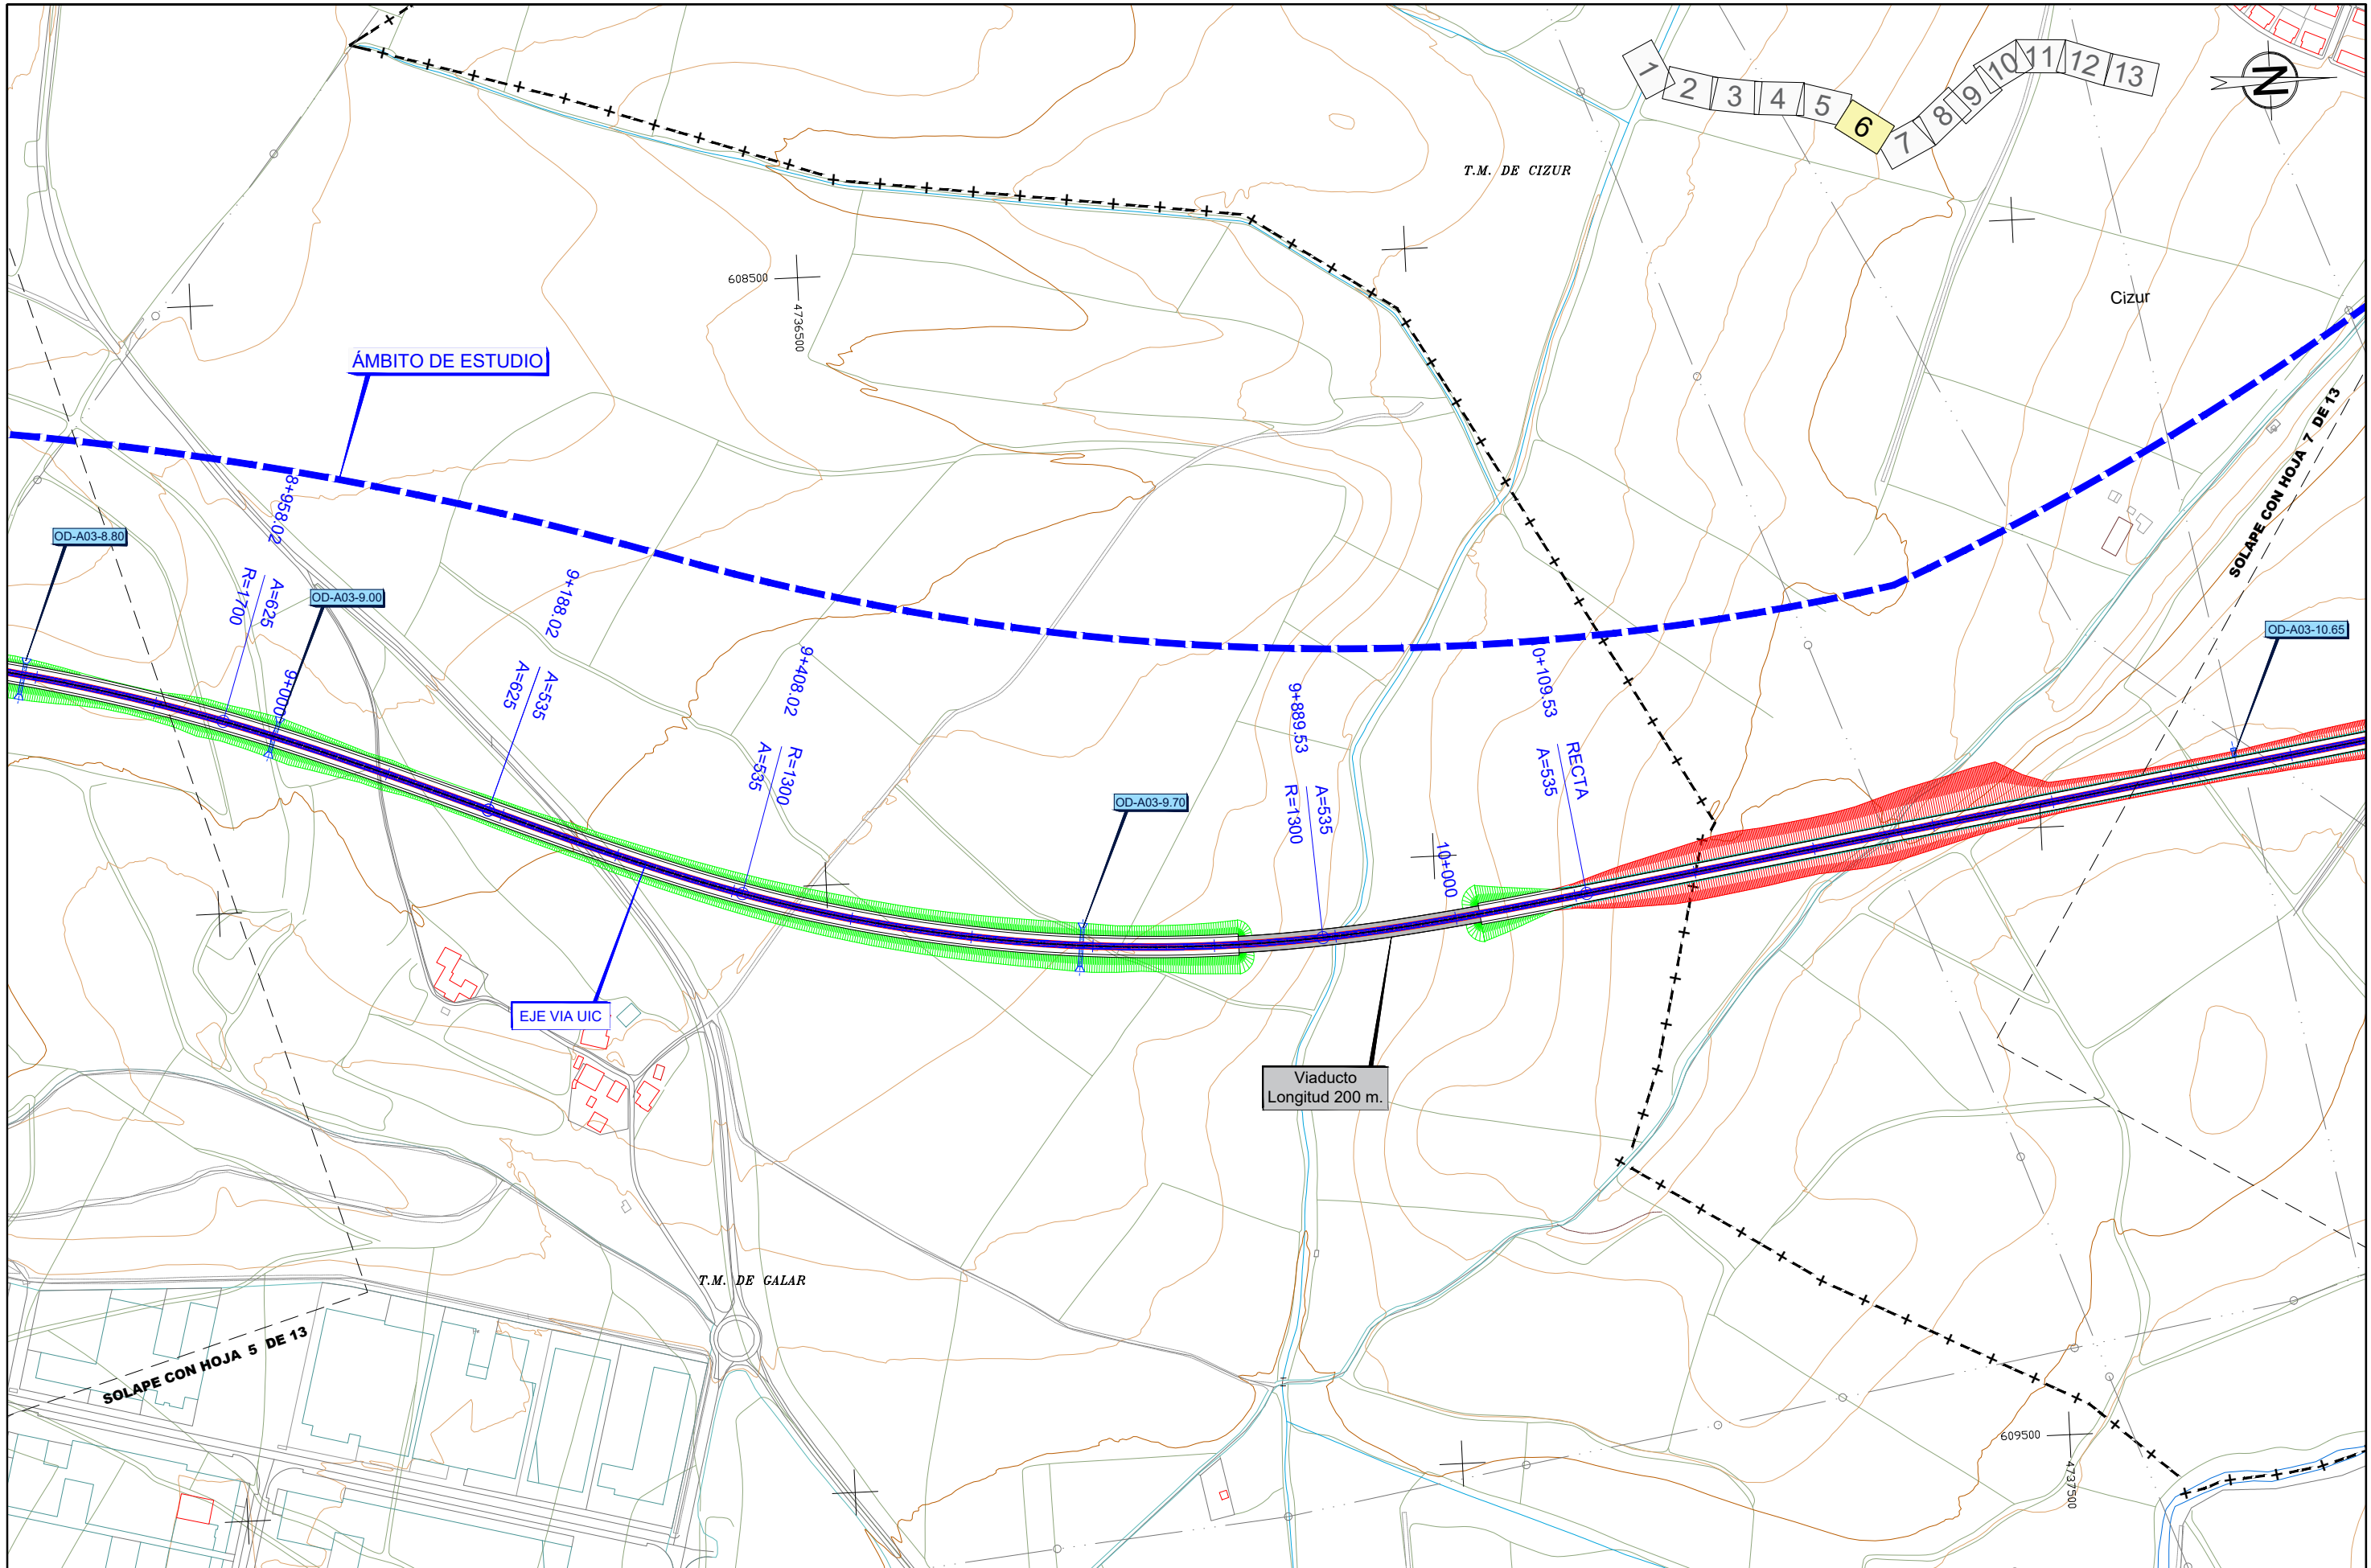 1
2
3
4
5
6
7
8
9
10
11
12
13
N
T.M. DE CIZUR
608500
4736500
Cizur
ÁMBITO DE ESTUDIO
SOLAPE CON HOJA 7 DE 13
8+958.02
A=625
R=1700
OD-A03-8.80
OD-A03-9.00
9+000
9+188.02
A=535
A=625
9+408.02
R=1300
A=535
9+889.53
A=535
R=1300
0+109.53
RECTA
A=535
10+000
OD-A03-9.70
OD-A03-10.65
EJE VIA UIC
Viaducto
Longitud 200 m.
T.M. DE GALAR
SOLAPE CON HOJA 5 DE 13
609500
4737500